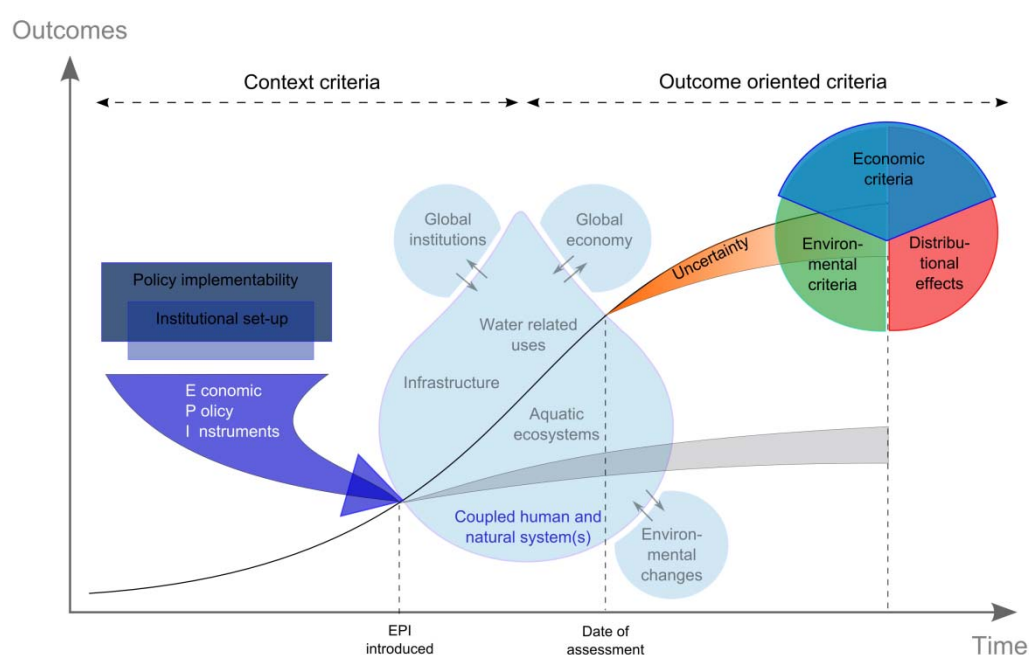 Outcomes
Context criteria
Outcome oriented criteria
Economic
criteria
Global
institutions
Global
economy
Uncertainty
Environ-
mental
criteria
Distribu-
tional
effects
Policy implementability
Institutional set-up
Water related
uses
Infrastructure
E conomic
P olicy
I nstruments
Aquatic
ecosystems
Coupled human and
natural system(s)
Environ-
mental
changes
EPI
introduced
Date of
assessment
Time